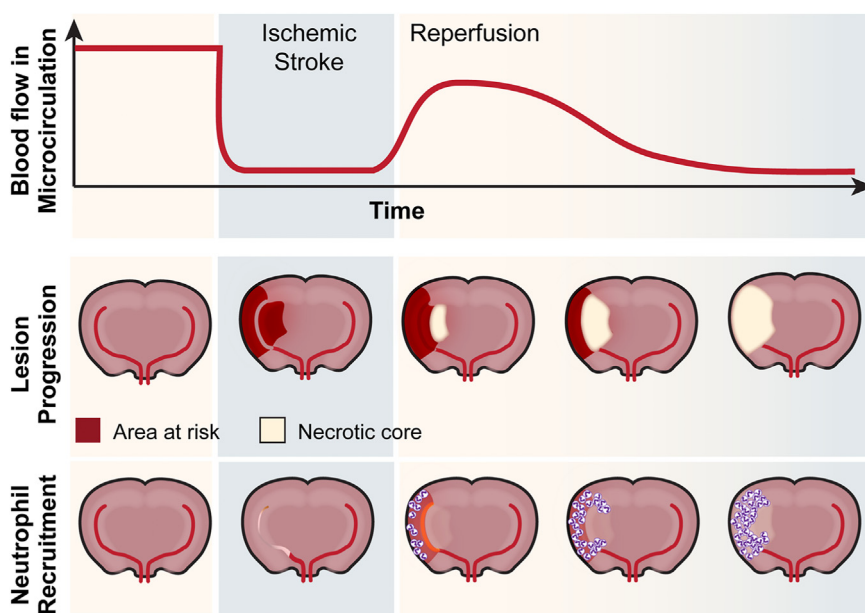 Blood flow in
Microcirculation
Ischemic
Stroke
Reperfusion
Time
Lesion
Progression
Area at risk
Necrotic core
Neutrophil
Recruitment